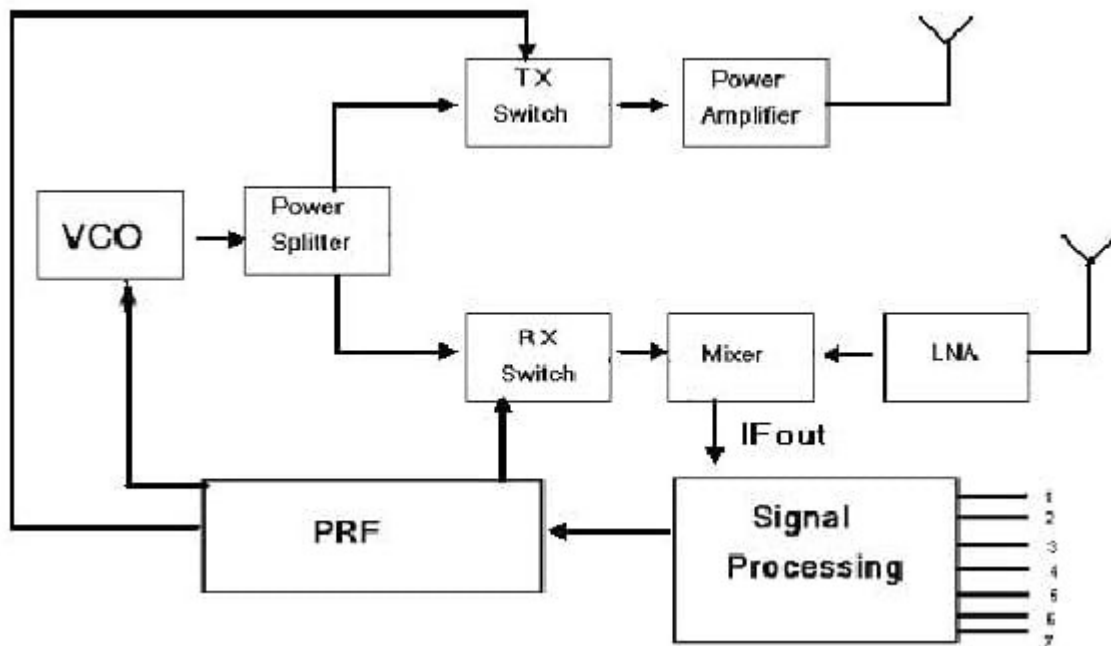 TX
Switch
Power
Amplifier
VCO
Power
Splitter
RX
Switch
Mixer
LNA
IFout
PRF
Signal
Processing
1
2
3
4
5
6
7